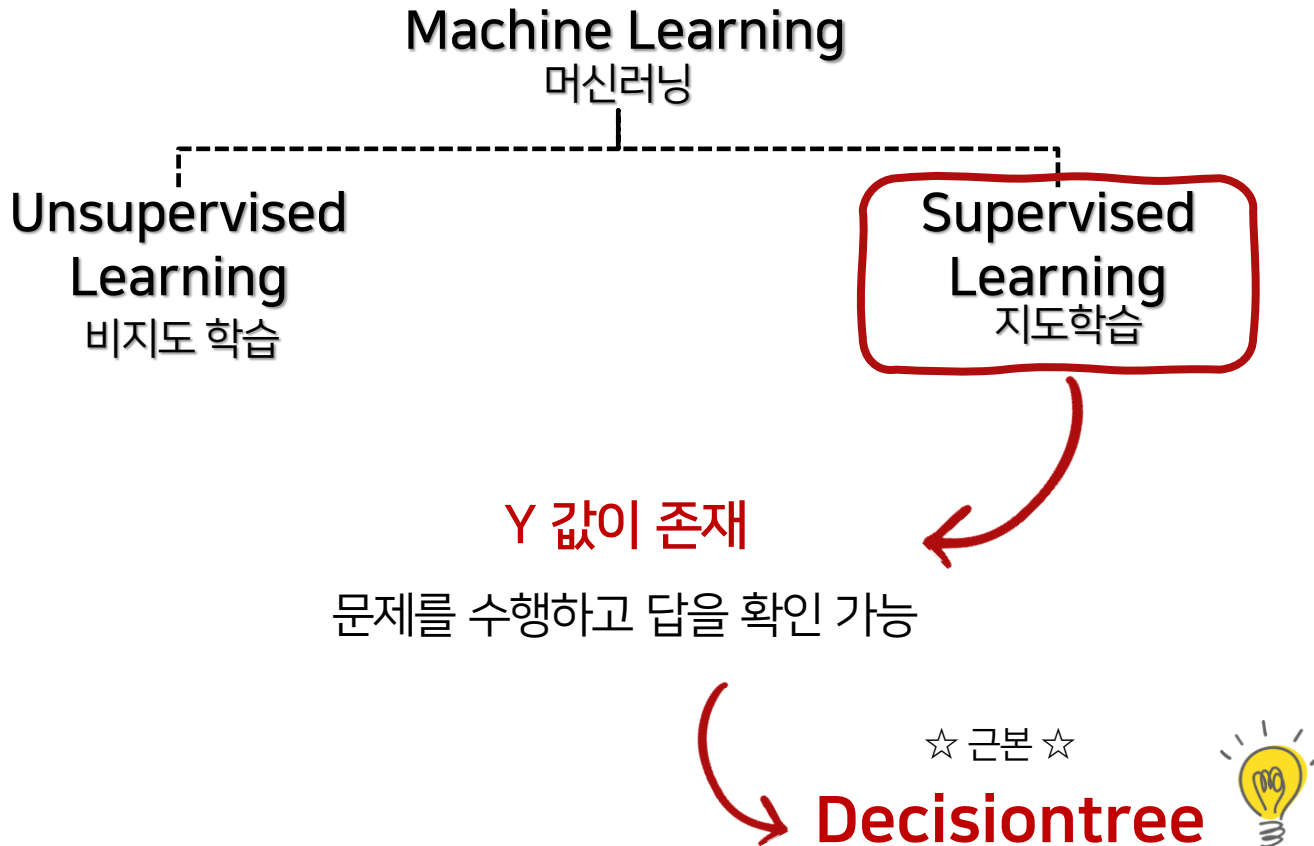 Machine Learning
머신러닝
Unsupervised
Learning
비지도 학습
Supervised
Learning
지도학습
Y 값이 존재
문제를 수행하고 답을 확인 가능
☆ 근본 ☆
Decisiontree